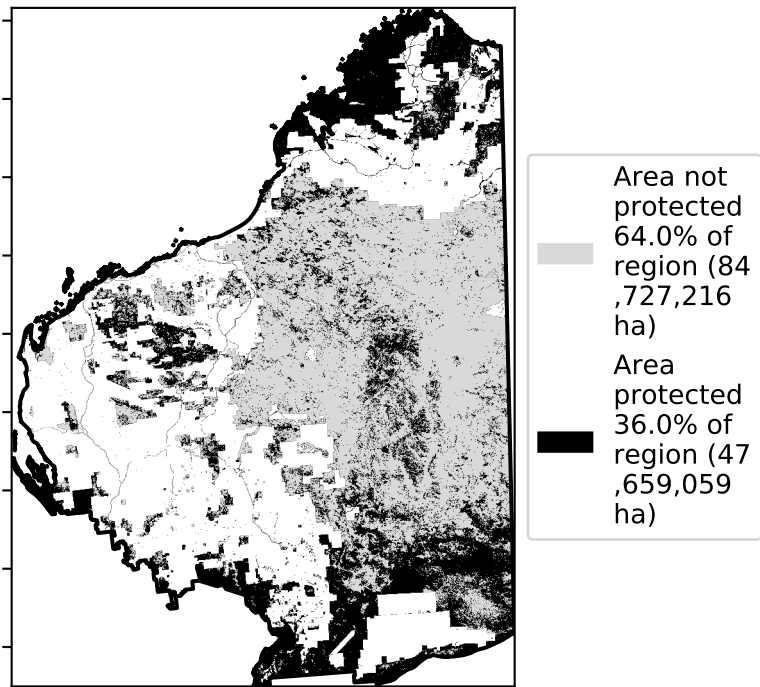 Area not
protected
64.0% of
region (84
,727,216
ha)
Area
protected
36.0% of
region (47
,659,059
ha)